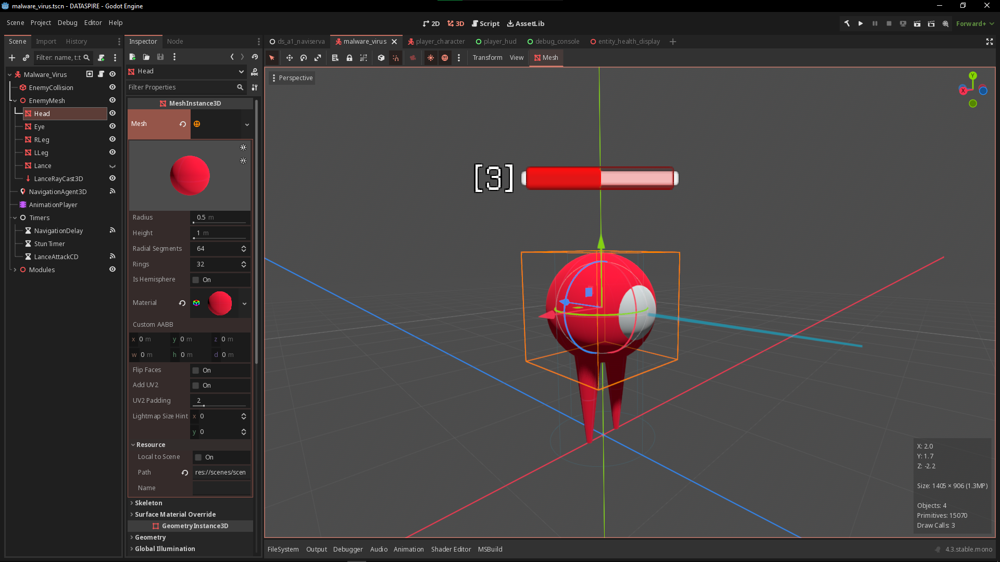 malware_virus.tscn - DATASPIRE - Godot Engine
Scene Project Debug Editor Help
2D 3D Script AssetLib
Forward+
Scene Import History
Inspector Node
ds_a1_naviserva malware_virus player_character player_hud debug_console entity_health_display
Filter: name, t:t
Transform View Mesh
Head
Filter Properties
Perspective
Malware_Virus
EnemyCollision
EnemyMesh
Head
Eye
RLeg
LLeg
Lance
LanceRayCast3D
NavigationAgent3D
AnimationPlayer
Timers
NavigationDelay
StunTimer
LanceAttackCD
Modules
MeshInstance3D
Mesh
Radius 0.5 m
Height 1 m
Radial Segments 64
Rings 32
Is Hemisphere On
Material
Custom AABB
x 0 m y 0 m z 0 m
w 0 m h 0 m d 0 m
Flip Faces On
Add UV2 On
UV2 Padding 2
Lightmap Size Hint x 0
y 0
Resource
Local to Scene On
Path res://scenes/scen
Name
Skeleton
Surface Material Override
GeometryInstance3D
Geometry
Global Illumination
Y
X
[3]
X: 2.0
Y: 1.7
Z: -2.2
Size: 1405 × 906 (1.3MP)
Objects: 4
Primitives: 15070
Draw Calls: 3
FileSystem Output Debugger Audio Animation Shader Editor MSBuild
4.3.stable.mono